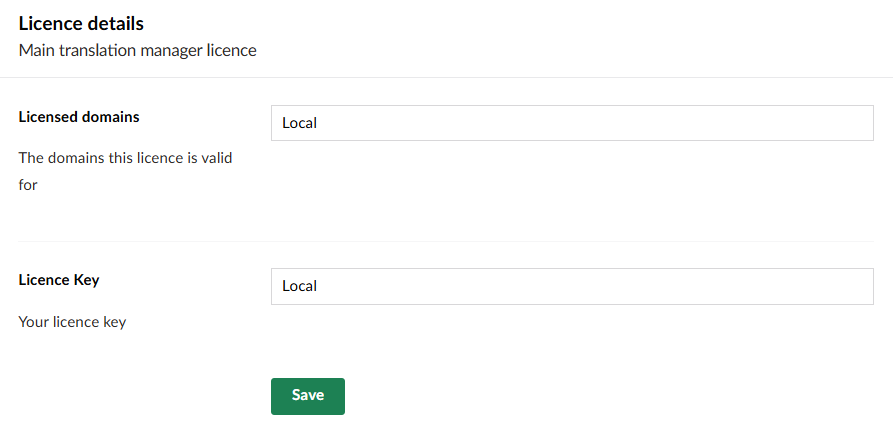 Licence details
Main translation manager licence
Licensed domains
Local
The domains this licence is valid
for
Licence Key
Local
Your licence key
Save